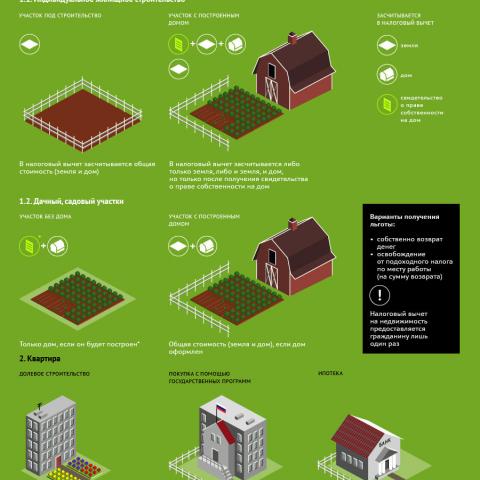 1.2. Индивидуальное жилищное строительство
УЧАСТОК ПОД СТРОИТЕЛЬСТВО
УЧАСТОК С ПОСТРОЕННЫМ
ДОМОМ
ЗАСЧИТЫВАЕТСЯ
В НАЛОГОВЫЙ ВЫЧЕТ
земля
дом
свидетельство
о праве
собственности
на дом
В налоговый вычет засчитывается общая
стоимость (земля и дом)
В налоговый вычет засчитывается либо
только земля, либо и земля, и дом,
но только после получения свидетельства
о праве собственности на дом
1.2. Дачный, садовый участки
УЧАСТОК БЕЗ ДОМА
УЧАСТОК С ПОСТРОЕННЫМ
ДОМОМ
Только дом, если он будет построен*
Общая стоимость (земля и дом), если дом
оформлен
Варианты получения
льготы:
• собственно возврат
денег
• освобождение
от подоходного налога
по месту работы
(на сумму возврата)
!
Налоговый вычет
на недвижимость
предоставляется
гражданину лишь
один раз
2. Квартира
ДОЛЕВОЕ СТРОИТЕЛЬСТВО
ПОКУПКА С ПОМОЩЬЮ
ГОСУДАРСТВЕННЫХ ПРОГРАММ
ИПОТЕКА
БАНК